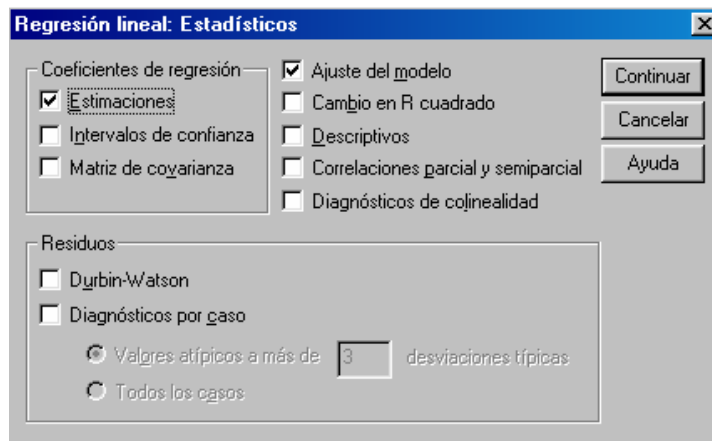 Regresión lineal: Estadísticos
Coeficientes de regresión
Estimaciones
Intervalos de confianza
Matriz de covarianza
Ajuste del modelo
Cambio en R cuadrado
Descriptivos
Correlaciones parcial y semiparcial
Diagnósticos de colinealidad
Continuar
Cancelar
Ayuda
Residuos
Durbin-Watson
Diagnósticos por caso
Valores atípicos a más de 3 desviaciones típicas
Todos los casos